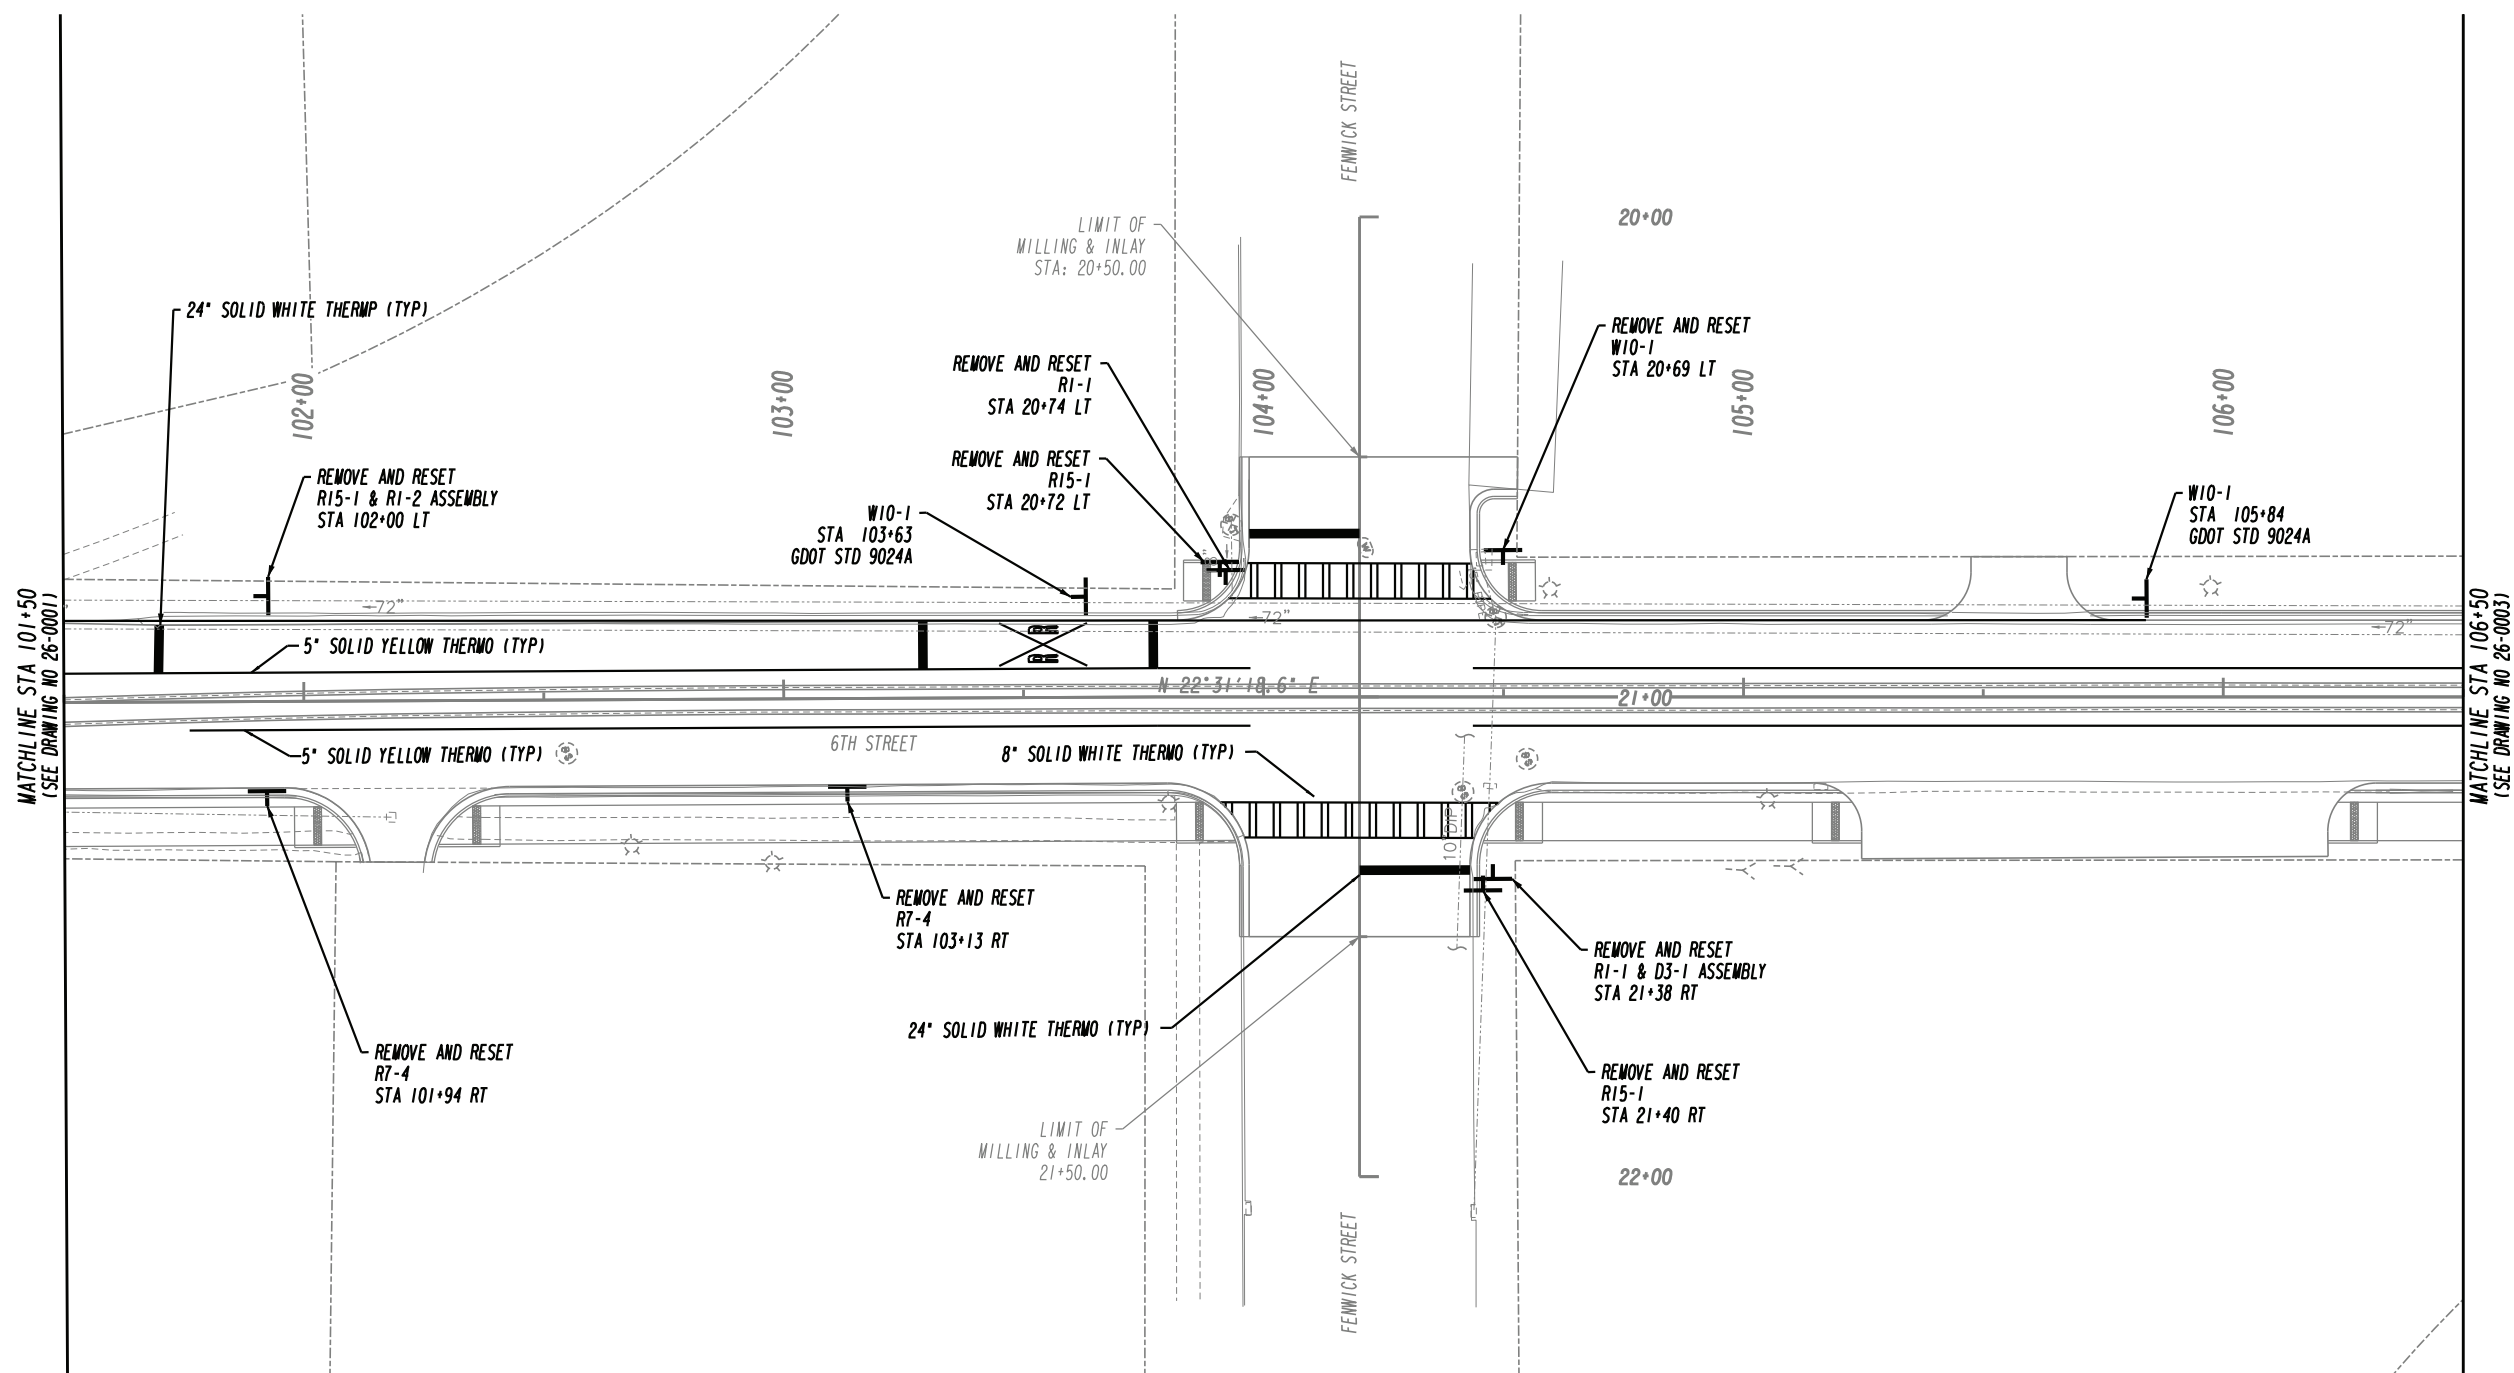 FENWICK STREET
20+00
LIMIT OF
MILLING & INLAY
STA: 20+50.00
24" SOLID WHITE THERMP (TYP)
REMOVE AND RESET
W10-1
STA 20+69 LT
REMOVE AND RESET
R1-1
STA 20+74 LT
102+00
103+00
104+00
105+00
106+00
REMOVE AND RESET
R15-1
STA 20+72 LT
REMOVE AND RESET
R15-1 & R1-2 ASSEMBLY
STA 102+00 LT
W10-1
STA 103+63
GDOT STD 9024A
W10-1
STA 105+84
GDOT STD 9024A
72"
72"
72"
MATCHLINE STA 101+50
(SEE DRAWING NO 26-0001)
MATCHLINE STA 106+50
(SEE DRAWING NO 26-0003)
5" SOLID YELLOW THERMO (TYP)
R R
N 22°31'18.6" E
21+00
5" SOLID YELLOW THERMO (TYP)
6TH STREET
8" SOLID WHITE THERMO (TYP)
10"DIP
REMOVE AND RESET
R7-4
STA 103+13 RT
REMOVE AND RESET
R1-1 & D3-1 ASSEMBLY
STA 21+38 RT
24" SOLID WHITE THERMO (TYP)
REMOVE AND RESET
R7-4
STA 101+94 RT
REMOVE AND RESET
R15-1
STA 21+40 RT
LIMIT OF
MILLING & INLAY
21+50.00
22+00
FENWICK STREET